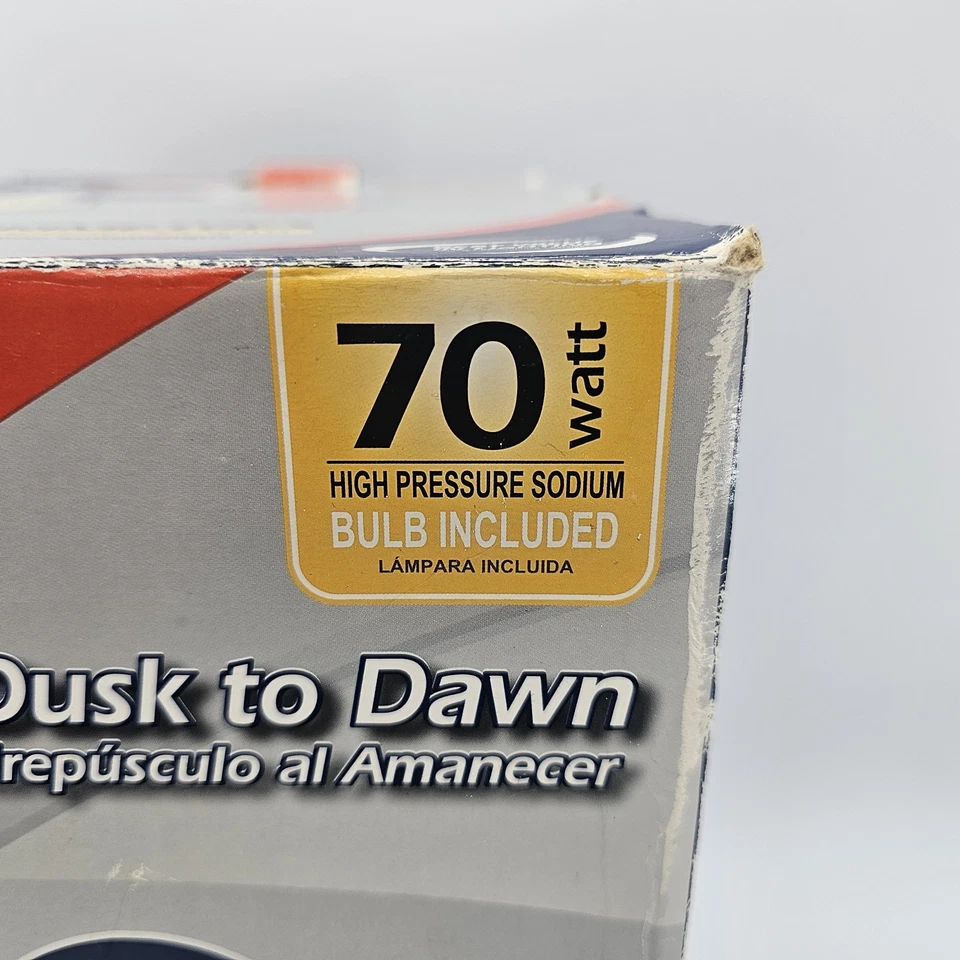 70 watt
HIGH PRESSURE SODIUM
BULB INCLUDED
LÁMPARA INCLUIDA
Dusk to Dawn
repúsculo al Amanecer